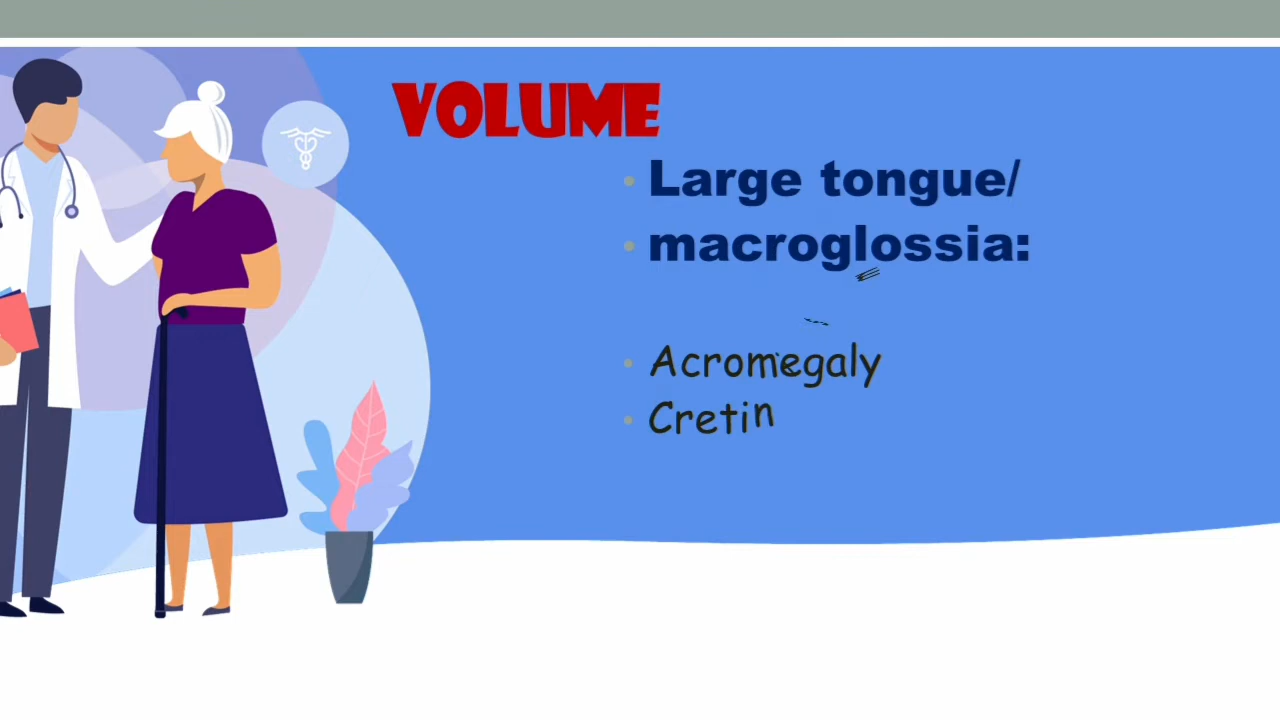 VOLUME
Large tongue/
macroglossia:
Acromegaly
Cretin